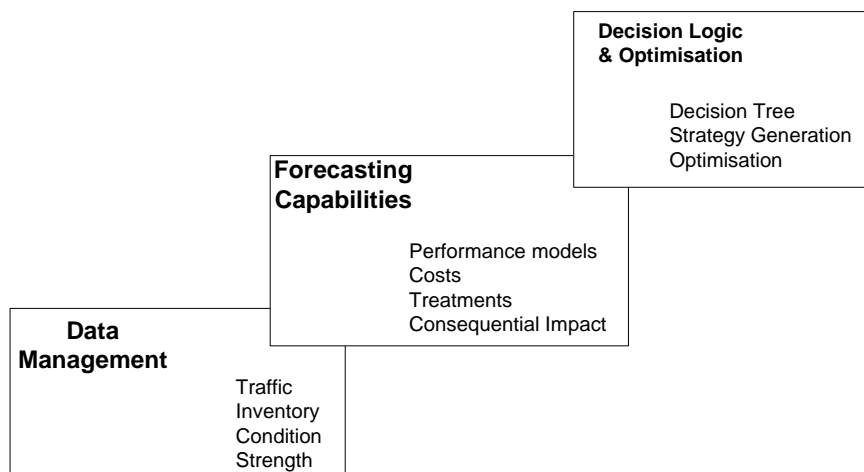 Decision Logic
& Optimisation
Decision Tree
Strategy Generation
Optimisation
Forecasting
Capabilities
Performance models
Costs
Treatments
Consequential Impact
Data
Management
Traffic
Inventory
Condition
Strength